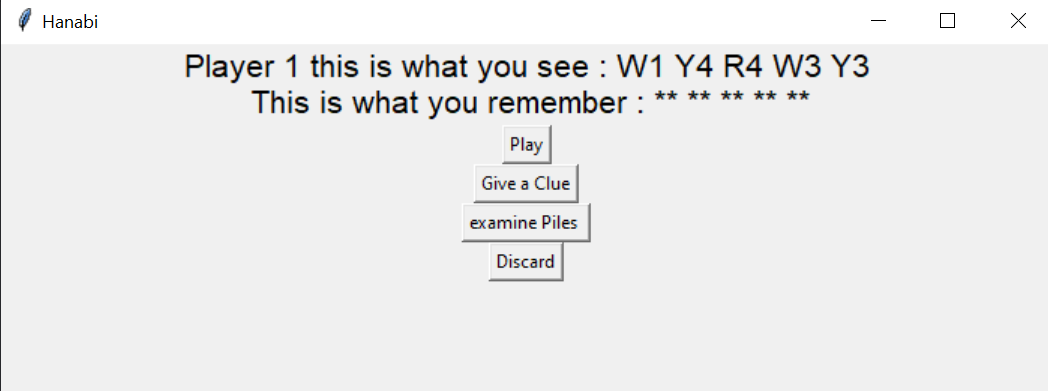 Hanabi
Player 1 this is what you see : W1 Y4 R4 W3 Y3
This is what you remember : ** ** ** ** **
Play
Give a Clue
examine Piles
Discard